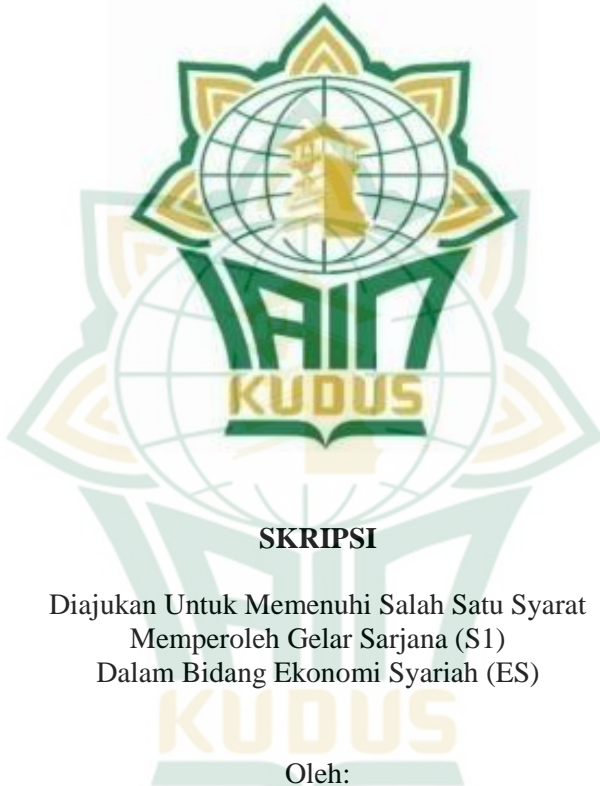 IAIN
KUDUS
SKRIPSI
Diajukan Untuk Memenuhi Salah Satu Syarat
Memperoleh Gelar Sarjana (S1)
Dalam Bidang Ekonomi Syariah (ES)
KUDUS
Oleh: